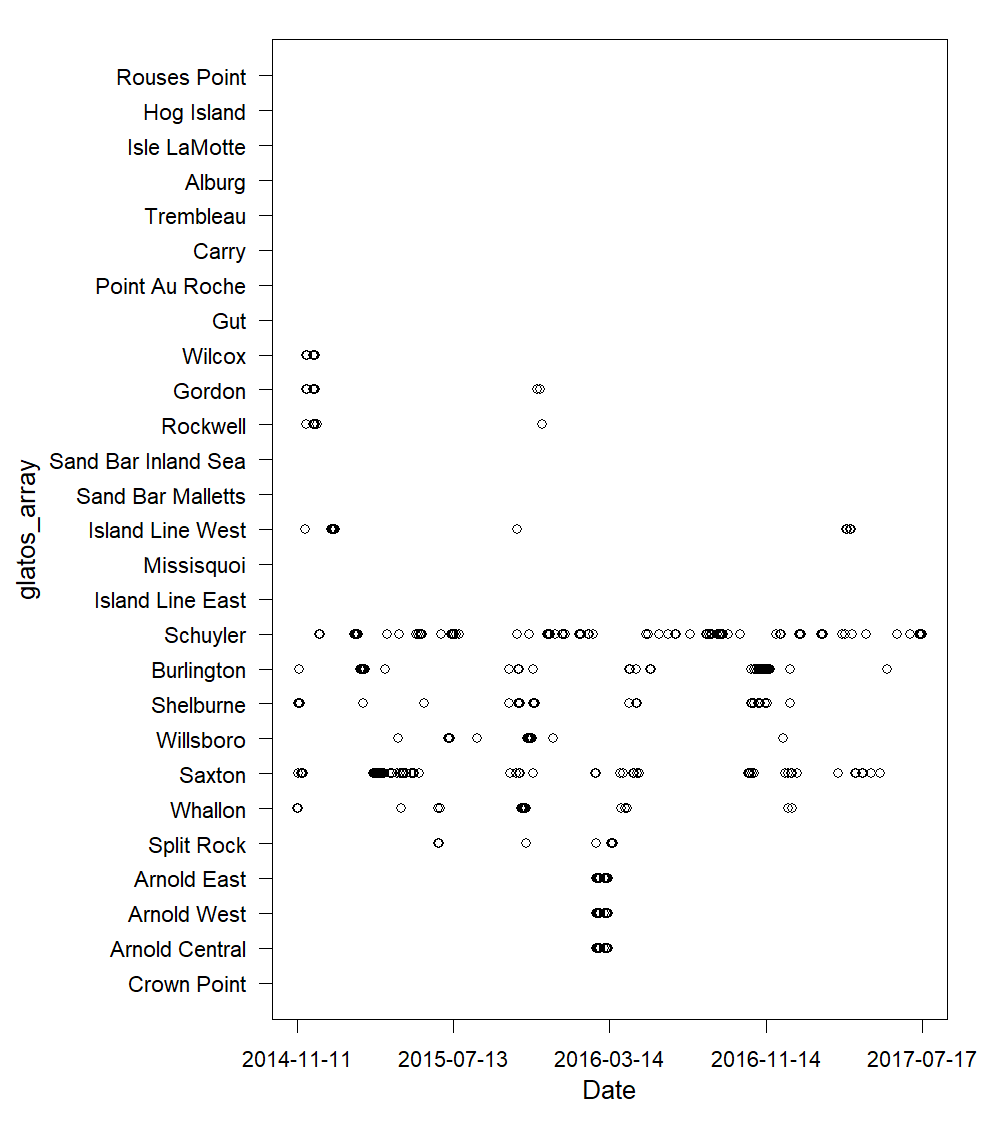 Rouses Point
Hog Island
Isle LaMotte
Alburg
Trembleau
Carry
Point Au Roche
Gut
Wilcox
Gordon
Rockwell
Sand Bar Inland Sea
Sand Bar Malletts
Island Line West
Missisquoi
Island Line East
Schuyler
Burlington
Shelburne
Willsboro
Saxton
Whallon
Split Rock
Arnold East
Arnold West
Arnold Central
Crown Point
glatos_array
2014-11-11 2015-07-13 2016-03-14 2016-11-14 2017-07-17
Date